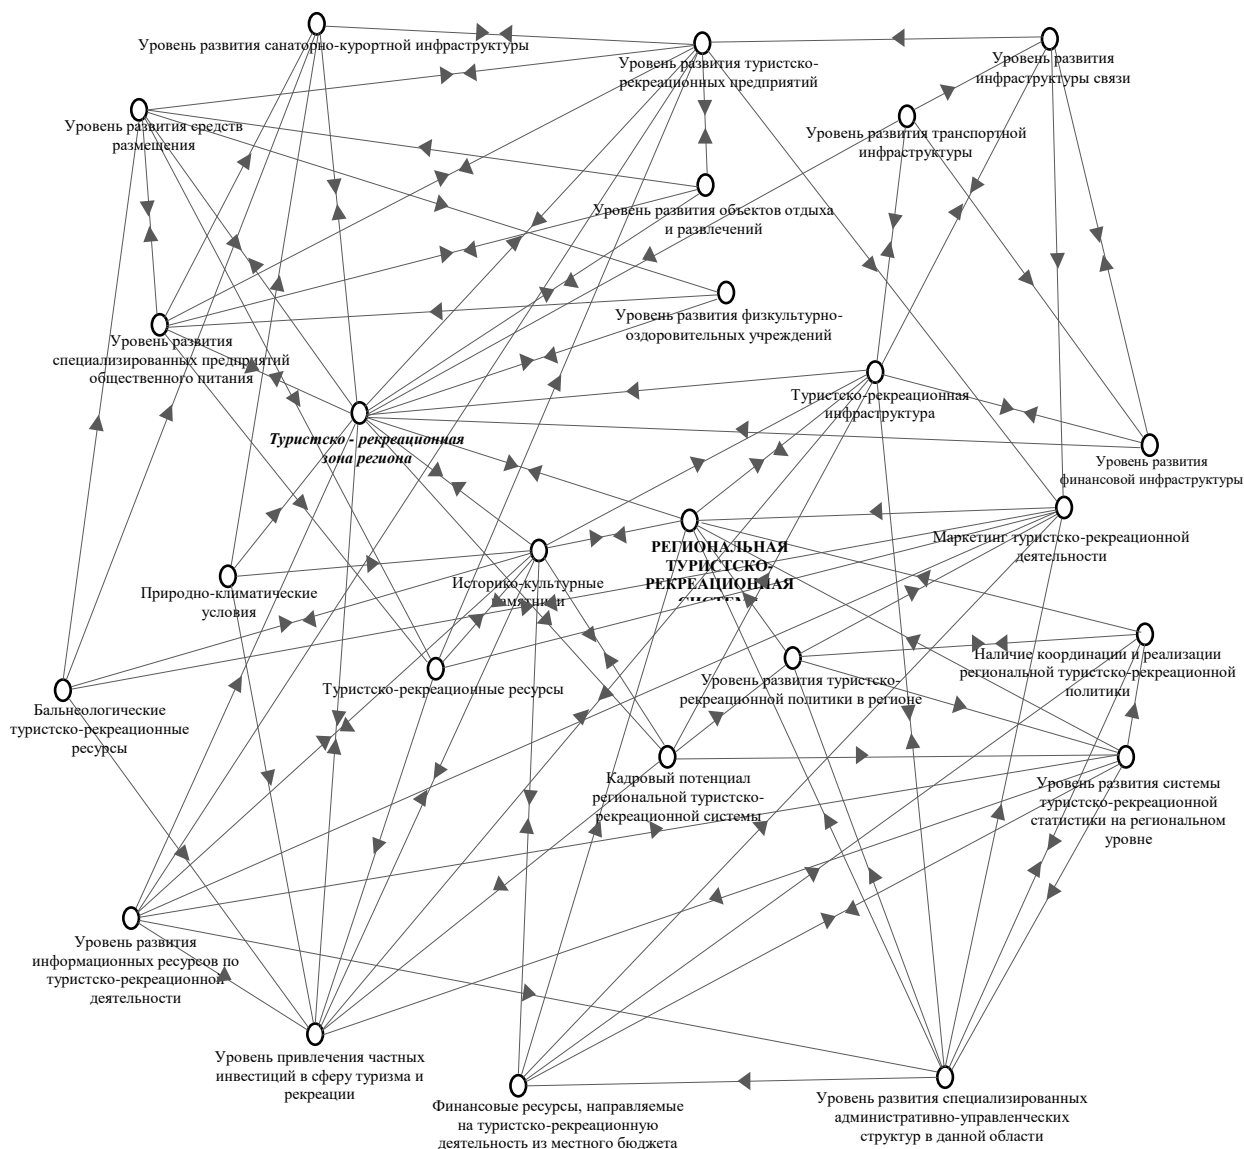 Уровень развития санаторно-курортной инфраструктуры
Уровень развития туристско-
рекреационных предприятий
Уровень развития
инфраструктуры связи
Уровень развития средств
размещения
Уровень развития транспортной
инфраструктуры
Уровень развития объектов отдыха
и развлечений
Уровень развития физкультурно-
оздоровительных учреждений
Уровень развития
специализированных предприятий
общественного питания
Туристско-рекреационная
инфраструктура
Туристско - рекреационная
зона региона
Уровень развития
финансовой инфраструктуры
Маркетинг туристско-рекреационной
деятельности
РЕГИОНАЛЬНАЯ
ТУРИСТСКО-
РЕКРЕАЦИОННАЯ
СИСТЕМА
Историко-культурные
памятники
Природно-климатические
условия
Наличие координации и реализации
региональной туристско-рекреационной
политики
Уровень развития туристско-
рекреационной политики в регионе
Туристско-рекреационные ресурсы
Бальнеологические
туристско-рекреационные
ресурсы
Кадровый потенциал
региональной туристско-
рекреационной системы
Уровень развития системы
туристско-рекреационной
статистики на региональном
уровне
Уровень развития
информационных ресурсов по
туристско-рекреационной
деятельности
Уровень привлечения частных
инвестиций в сферу туризма и
рекреации
Финансовые ресурсы, направляемые
на туристско-рекреационную
деятельность из местного бюджета
Уровень развития специализированных
административно-управленческих
структур в данной области